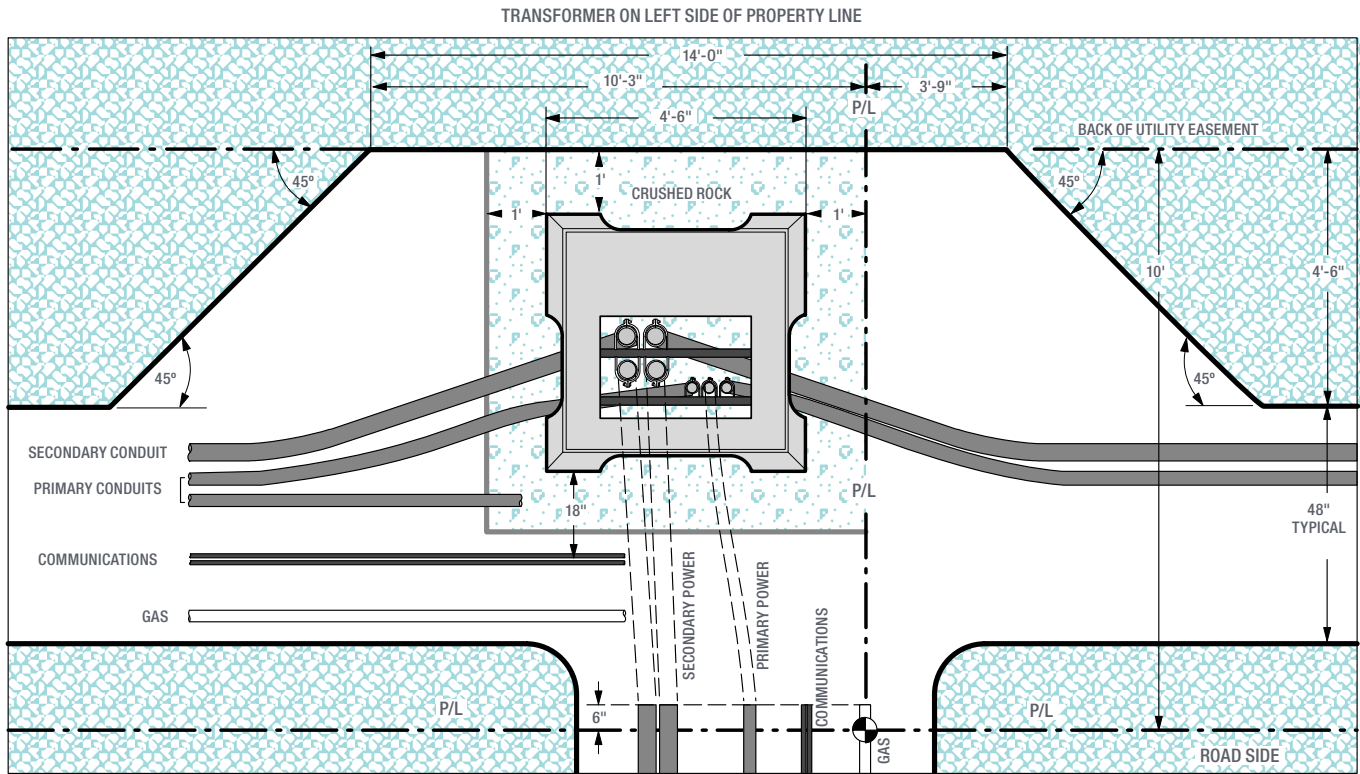 TRANSFORMER ON LEFT SIDE OF PROPERTY LINE
14'-0"
10'-3"
3'-9"
P/L
4'-6"
BACK OF UTILITY EASEMENT
45º
1'
CRUSHED ROCK
45º
1'
1'
10'
4'-6"
45º
45º
SECONDARY CONDUIT
PRIMARY CONDUITS
P/L
18"
48"
TYPICAL
COMMUNICATIONS
SECONDARY POWER
PRIMARY POWER
GAS
COMMUNICATIONS
P/L
6"
P/L
GAS
ROAD SIDE